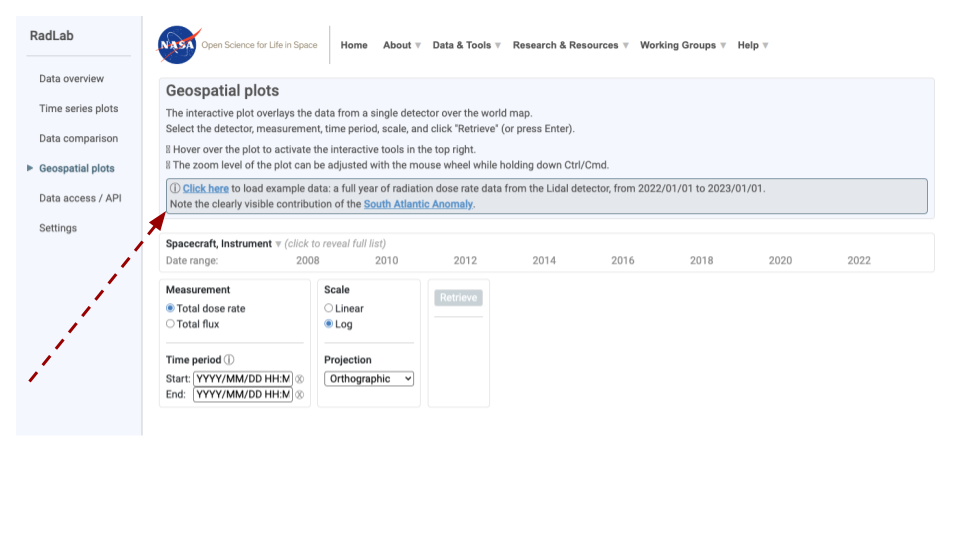 RadLab
Data overview
Time series plots
Data comparison
Geospatial plots
Data access / API
Settings
NASA
Open Science for Life in Space
Home About Data & Tools Research & Resources Working Groups Help
Geospatial plots
The interactive plot overlays the data from a single detector over the world map.
Select the detector, measurement, time period, scale, and click "Retrieve" (or press Enter).
Hover over the plot to activate the interactive tools in the top right.
The zoom level of the plot can be adjusted with the mouse wheel while holding down Ctrl/Cmd.
ⓘ Click here to load example data: a full year of radiation dose rate data from the Lidal detector, from 2022/01/01 to 2023/01/01.
Note the clearly visible contribution of the South Atlantic Anomaly.
Spacecraft, Instrument ▼ (click to reveal full list)
Date range: 2008 2010 2012 2014 2016 2018 2020 2022
Measurement
Total dose rate
Total flux
Time period ⓘ
Start: YYYY/MM/DD HH:M
End: YYYY/MM/DD HH:M
Scale
Linear
Log
Projection
Orthographic
Retrieve